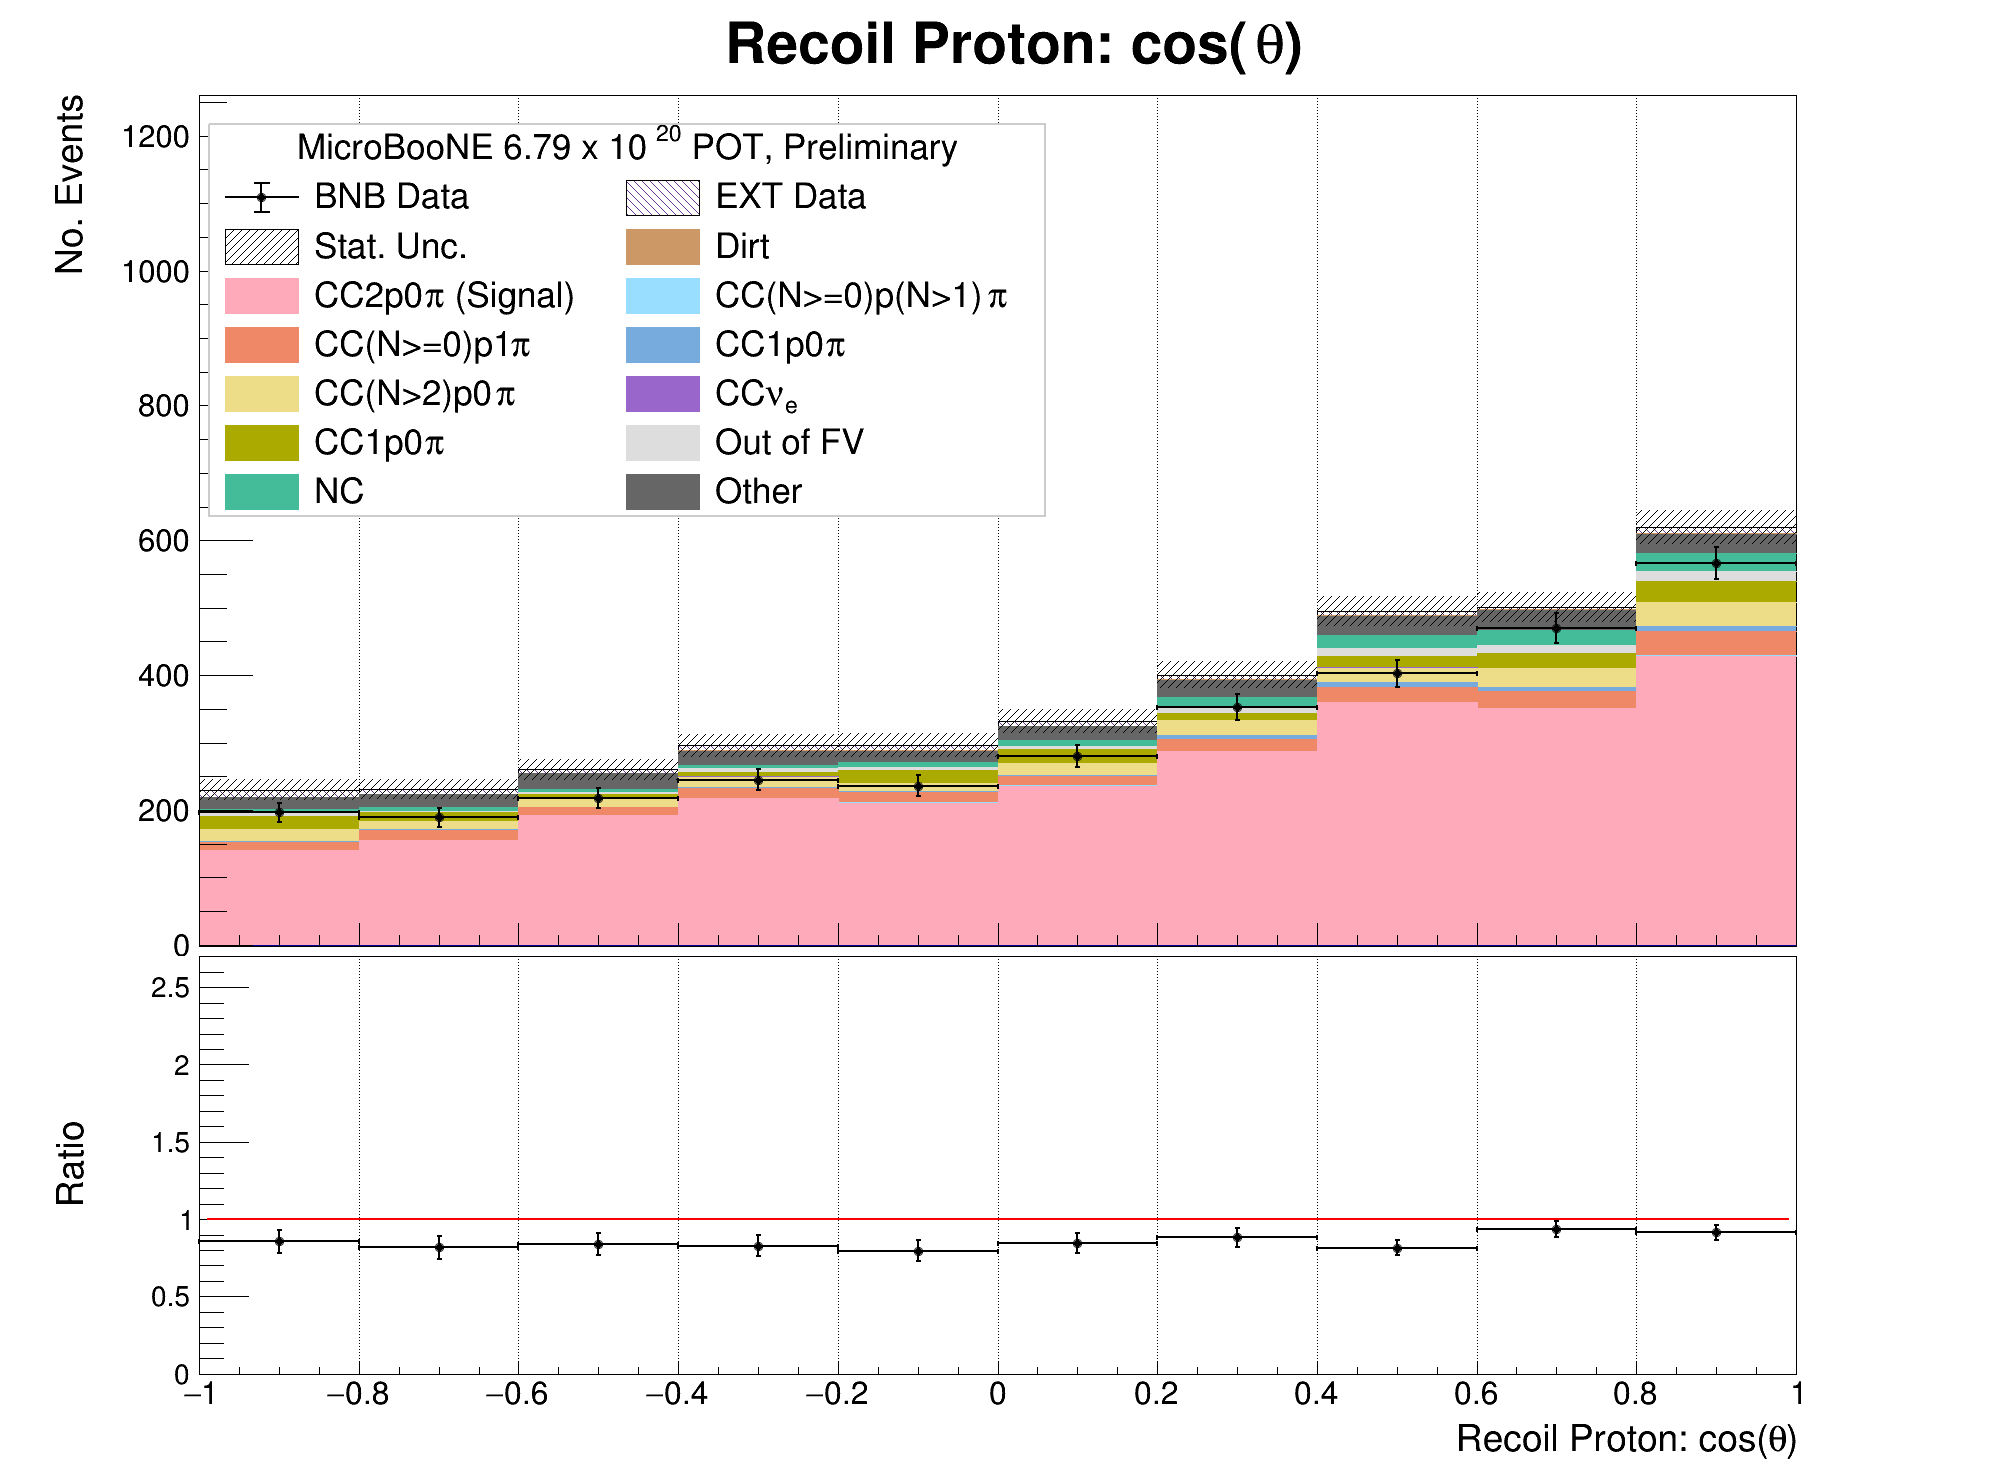 Recoil Proton: cos(θ)
No. Events
1200
1000
800
600
400
200
0
MicroBooNE 6.79 x 10 20 POT, Preliminary
BNB Data
EXT Data
Stat. Unc.
Dirt
CC2p0π (Signal)
CC(N>=0)p(N>1)π
CC(N>=0)p1π
CC1p0π
CC(N>2)p0π
CCνe
CC1p0π
Out of FV
NC
Other
Ratio
2.5
2
1.5
1
0.5
0
−1 −0.8 −0.6 −0.4 −0.2 0 0.2 0.4 0.6 0.8 1
Recoil Proton: cos(θ)